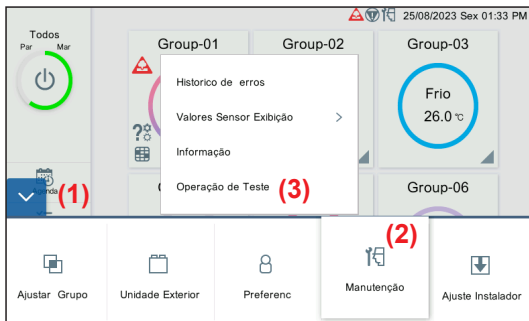 25/08/2023 Sex 01:33 PM
Todos
Par Mar
Group-01
Group-02
Group-03
Historico de erros
Valores Sensor Exibição >
Informação
Operação de Teste
(3)
Frio
26.0 °C
(1)
Group-06
(2)
Ajustar Grupo
Unidade Exterior
Preferenc
Manutenção
Ajuste Instalador